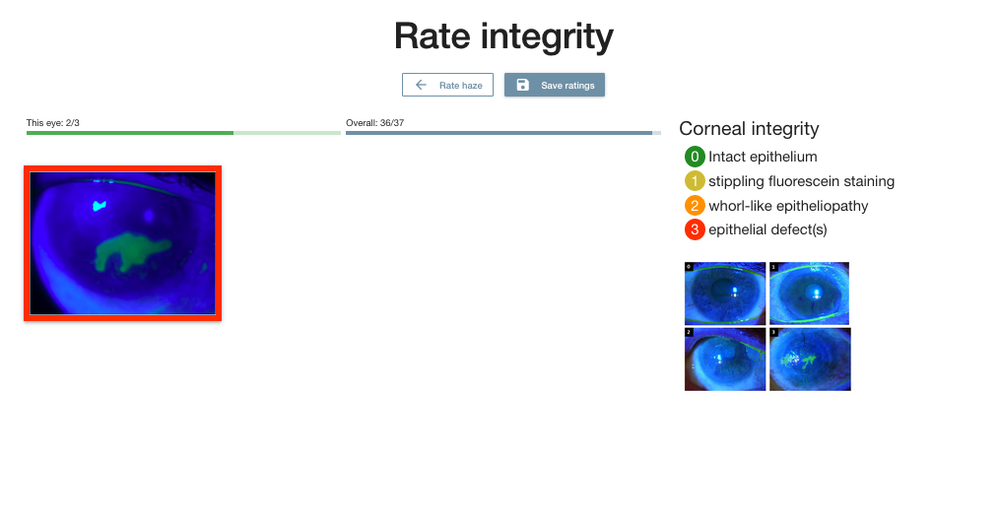 Rate integrity
Rate haze
Save ratings
This eye: 2/3
Overall: 36/37
Corneal integrity
0 Intact epithelium
1 stippling fluorescein staining
2 whorl-like epitheliopathy
3 epithelial defect(s)
0
1
2
3